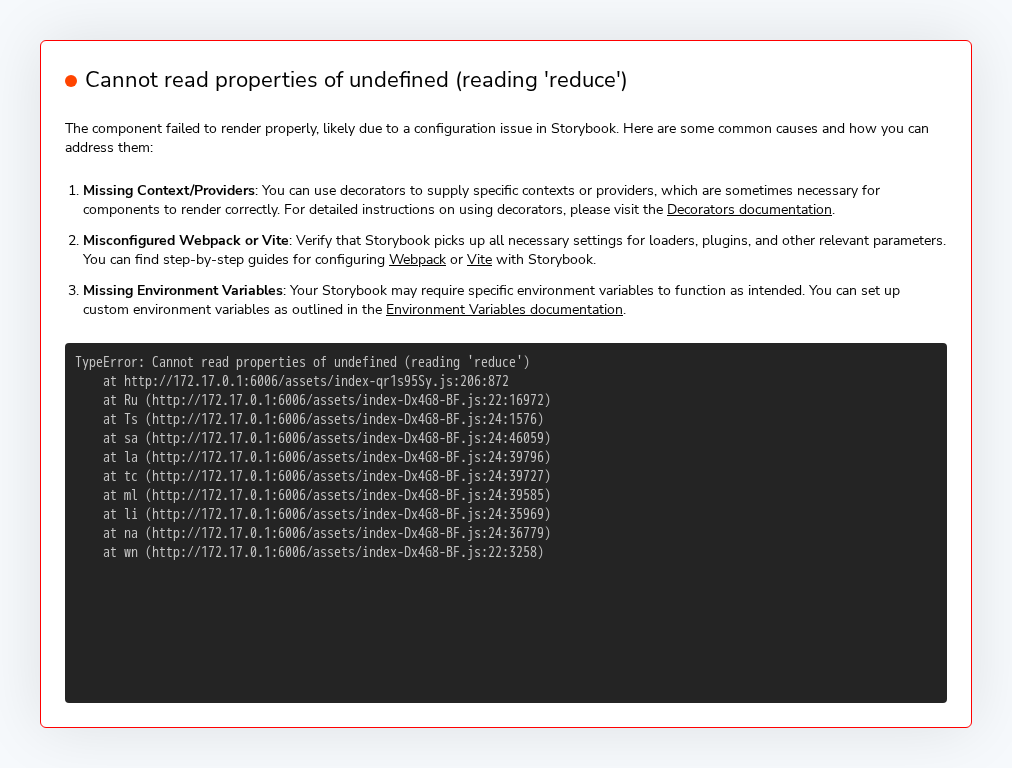 Cannot read properties of undefined (reading 'reduce')
The component failed to render properly, likely due to a configuration issue in Storybook. Here are some common causes and how you can
address them:
1. Missing Context/Providers: You can use decorators to supply specific contexts or providers, which are sometimes necessary for
components to render correctly. For detailed instructions on using decorators, please visit the Decorators documentation.
2. Misconfigured Webpack or Vite: Verify that Storybook picks up all necessary settings for loaders, plugins, and other relevant parameters.
You can find step-by-step guides for configuring Webpack or Vite with Storybook.
3. Missing Environment Variables: Your Storybook may require specific environment variables to function as intended. You can set up
custom environment variables as outlined in the Environment Variables documentation.
TypeError: Cannot read properties of undefined (reading 'reduce')
at http://172.17.0.1:6006/assets/index-qr1s95Sy.js:206:872
at Ru (http://172.17.0.1:6006/assets/index-Dx4G8-BF.js:22:16972)
at Ts (http://172.17.0.1:6006/assets/index-Dx4G8-BF.js:24:1576)
at sa (http://172.17.0.1:6006/assets/index-Dx4G8-BF.js:24:46059)
at la (http://172.17.0.1:6006/assets/index-Dx4G8-BF.js:24:39796)
at tc (http://172.17.0.1:6006/assets/index-Dx4G8-BF.js:24:39727)
at ml (http://172.17.0.1:6006/assets/index-Dx4G8-BF.js:24:39585)
at li (http://172.17.0.1:6006/assets/index-Dx4G8-BF.js:24:35969)
at na (http://172.17.0.1:6006/assets/index-Dx4G8-BF.js:24:36779)
at wn (http://172.17.0.1:6006/assets/index-Dx4G8-BF.js:22:3258)